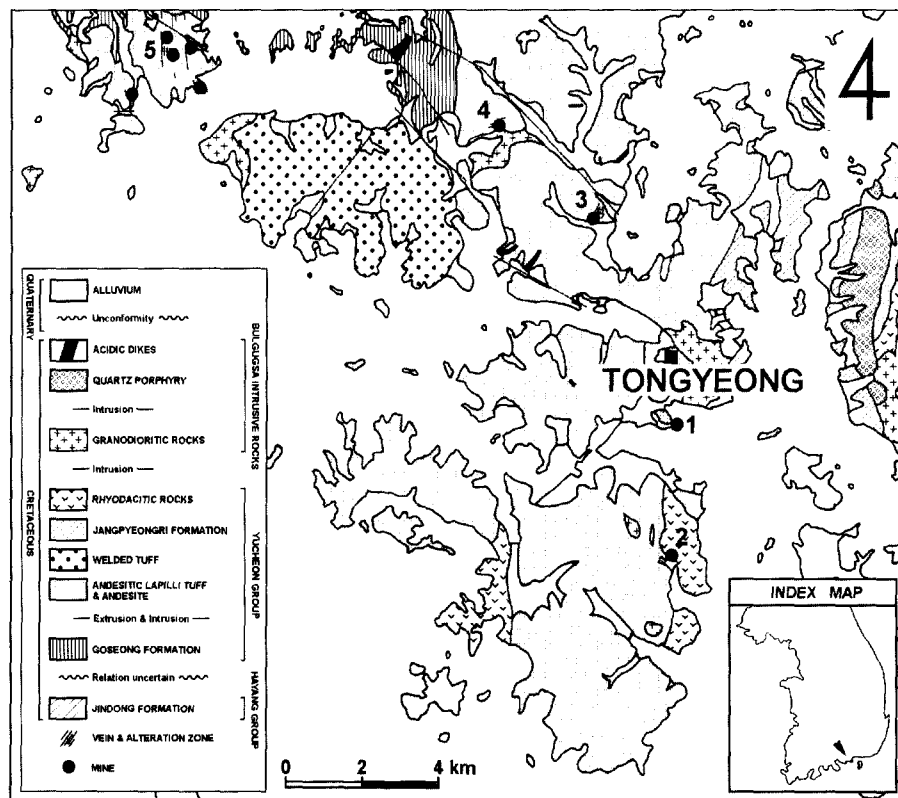 5
4
4
3
TONGYEONG
1
2
QUATERNARY
ALLUVIUM
Unconformity
CRETACEOUS
BULGUGSA INTRUSIVE ROCKS
ACIDIC DIKES
QUARTZ PORPHYRY
Intrusion
GRANODIORITIC ROCKS
Intrusion
YUCHEON GROUP
RHYODACITIC ROCKS
JANGPYEONGRI FORMATION
WELDED TUFF
ANDESITIC LAPILLI TUFF
& ANDESITE
Extrusion & Intrusion
GOSEONG FORMATION
Relation uncertain
HAYANG GROUP
JINDONG FORMATION
VEIN & ALTERATION ZONE
MINE
0 2 4 km
INDEX MAP